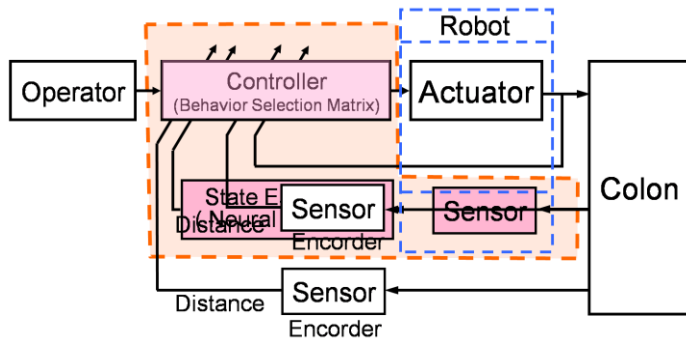 Robot
Operator
Controller
(Behavior Selection Matrix)
Actuator
Colon
State E
(Neural
Sensor
Sensor
Distance
Encorder
Distance
Sensor
Encorder